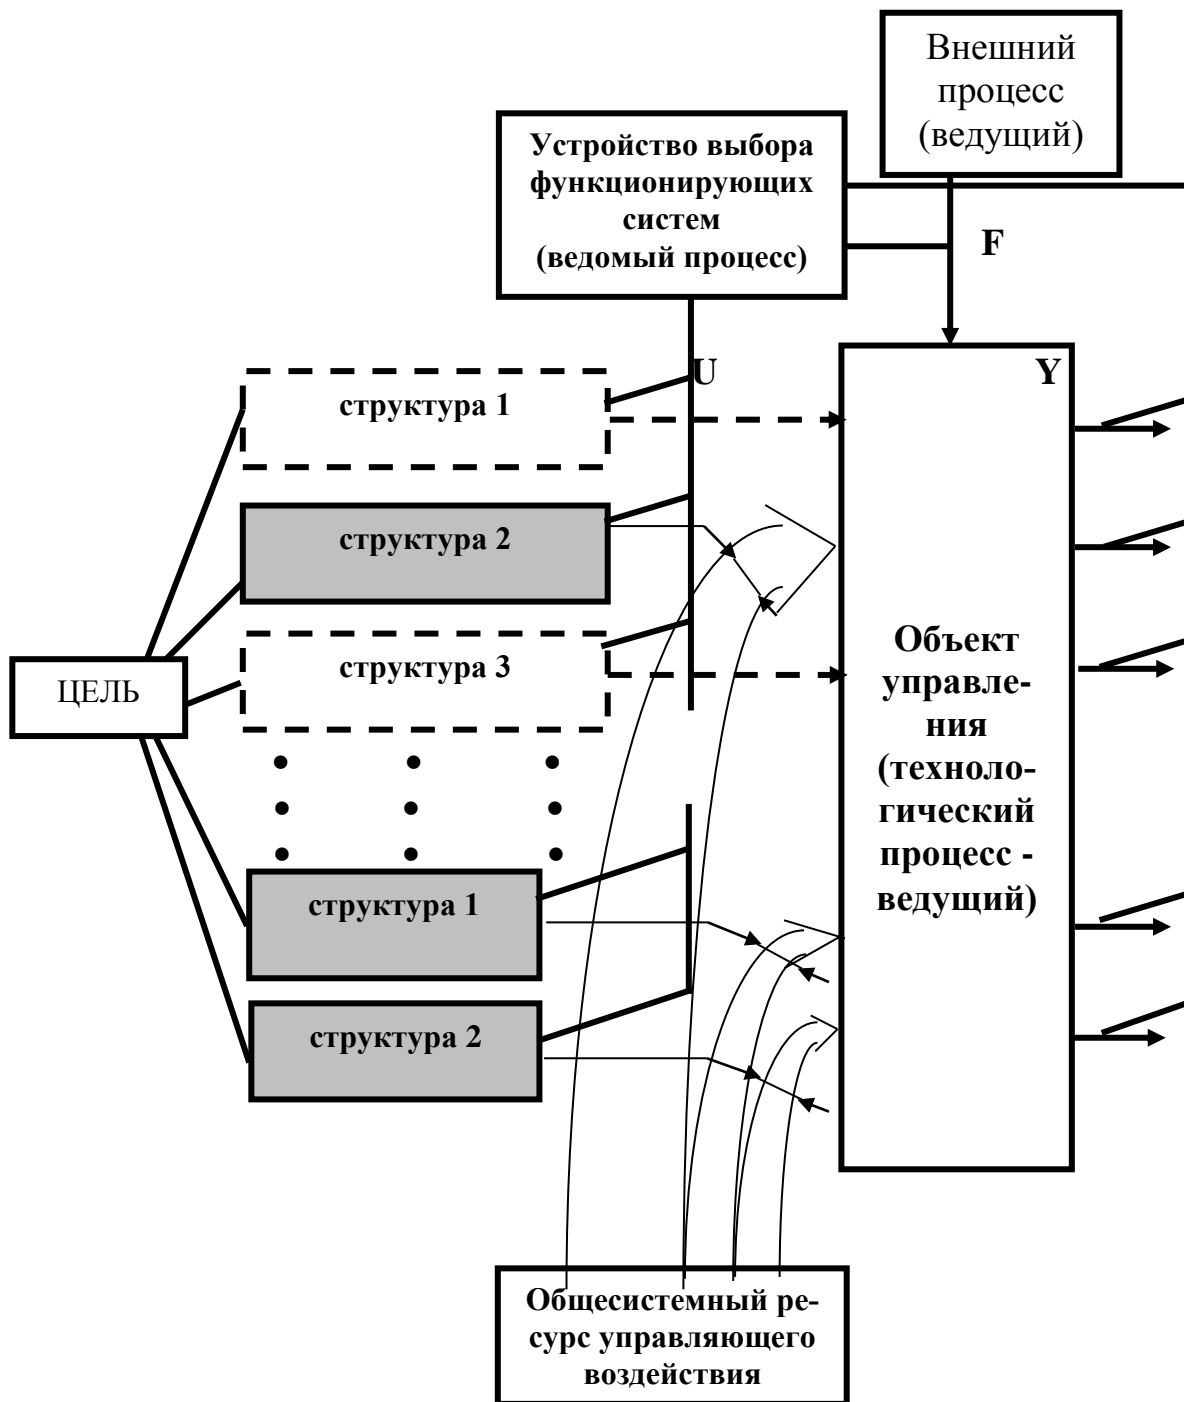 Внешний
процесс
(ведущий)
Устройство выбора
функционирующих
систем
(ведомый процесс)
F
U
Y
структура 1
структура 2
структура 3
ЦЕЛЬ
Объект
управле-
ния
(техноло-
гический
процесс -
ведущий)
структура 1
структура 2
Общесистемный ре-
сурс управляющего
воздействия